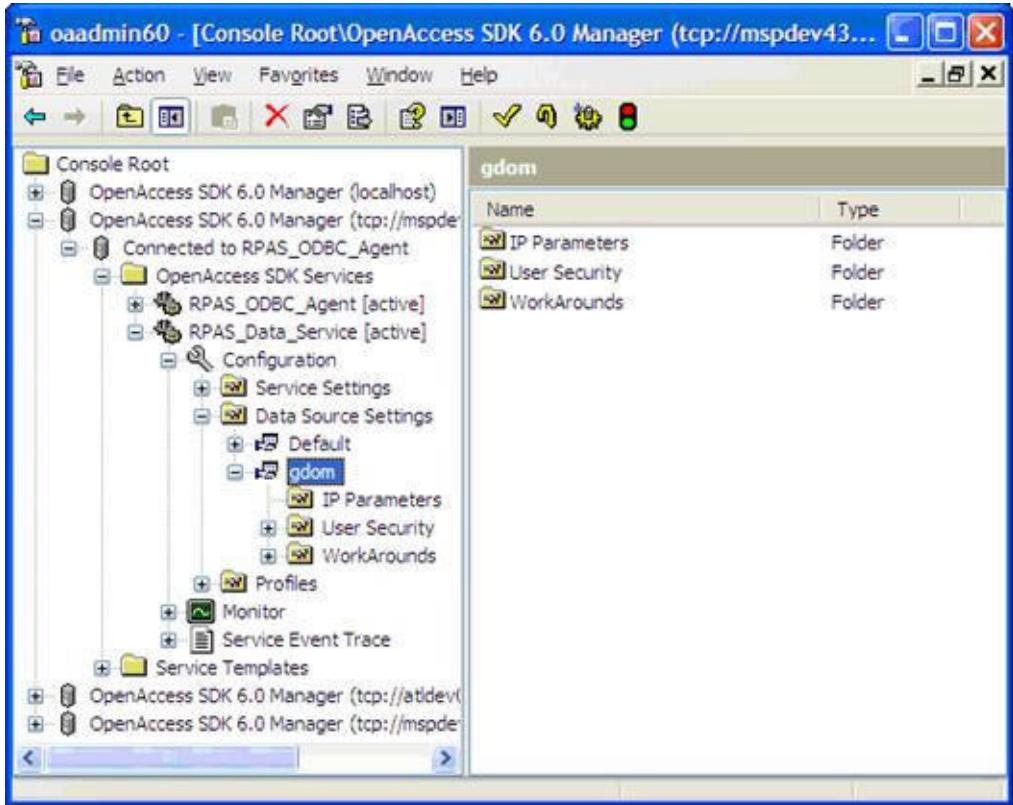 oaadmin60 - [Console Root\OpenAccess SDK 6.0 Manager (tcp://mspdev43...
File Action View Favorites Window Help
Console Root
OpenAccess SDK 6.0 Manager (localhost)
OpenAccess SDK 6.0 Manager (tcp://mspde
Connected to RPAS_ODBC_Agent
OpenAccess SDK Services
RPAS_ODBC_Agent [active]
RPAS_Data_Service [active]
Configuration
Service Settings
Data Source Settings
Default
gdom
IP Parameters
User Security
WorkArounds
Profiles
Monitor
Service Event Trace
Service Templates
OpenAccess SDK 6.0 Manager (tcp://atldev(
OpenAccess SDK 6.0 Manager (tcp://mspde
gdom
Name Type
IP Parameters Folder
User Security Folder
WorkArounds Folder